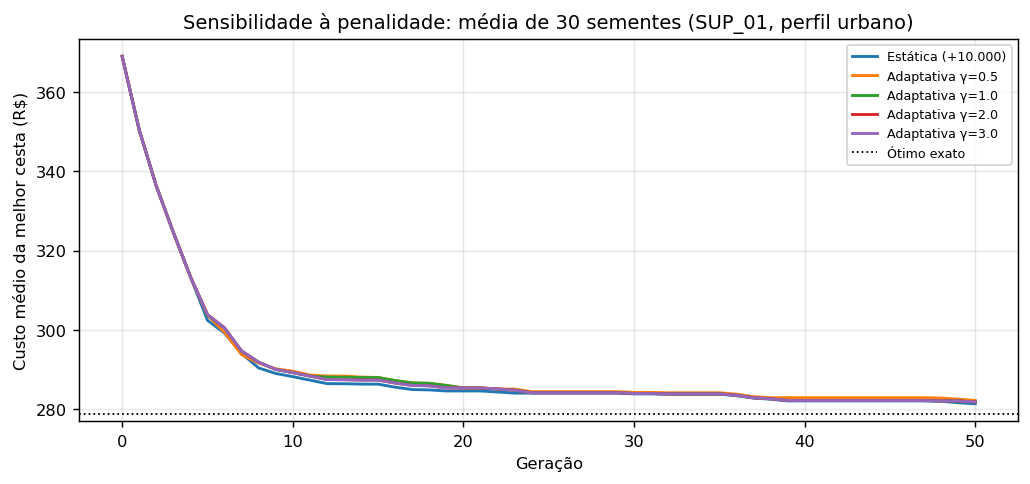 Sensibilidade à penalidade: média de 30 sementes (SUP_01, perfil urbano)
Custo médio da melhor cesta (R$)
360
340
320
300
280
Estática (+10.000)
Adaptativa γ=0.5
Adaptativa γ=1.0
Adaptativa γ=2.0
Adaptativa γ=3.0
Ótimo exato
0
10
20
30
40
50
Geração